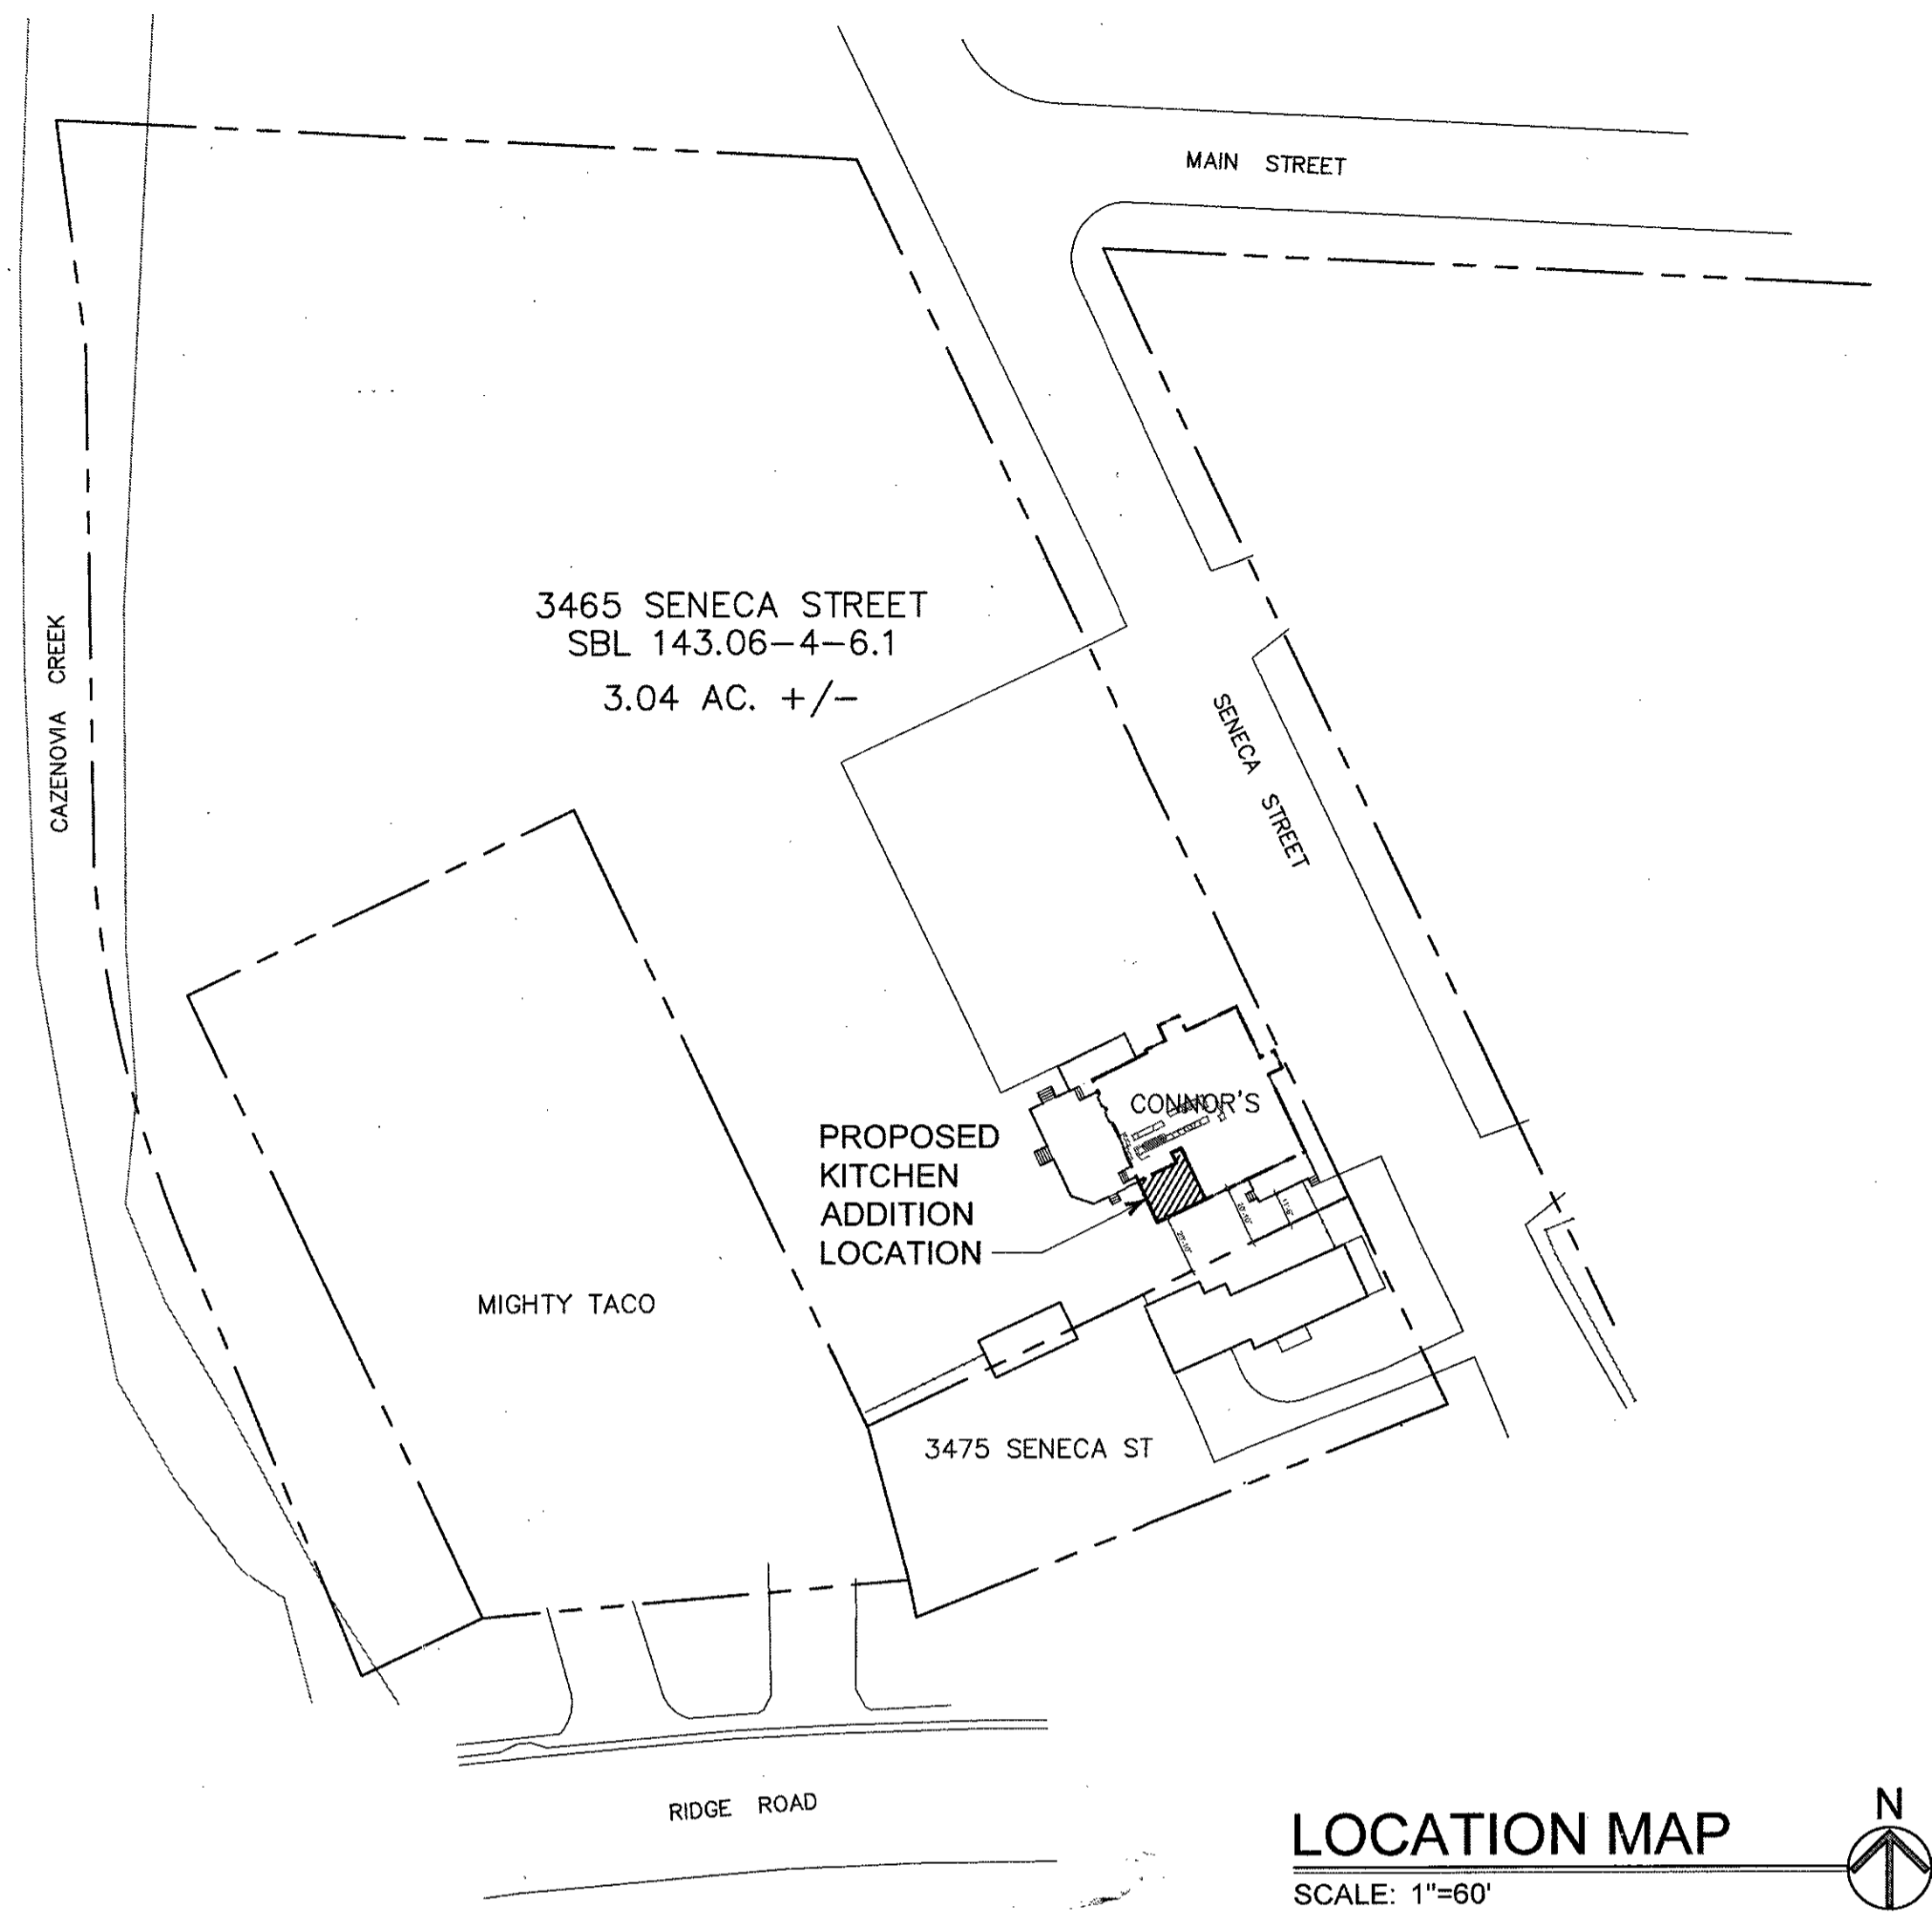 MAIN STREET
3465 SENECA STREET
SBL 143.06-4-6.1
3.04 AC. +/-
CAZENOVIA CREEK
SENECA STREET
CONNOR'S
PROPOSED
KITCHEN
ADDITION
LOCATION
MIGHTY TACO
3475 SENECA ST
RIDGE ROAD
N
LOCATION MAP
SCALE: 1"=60'